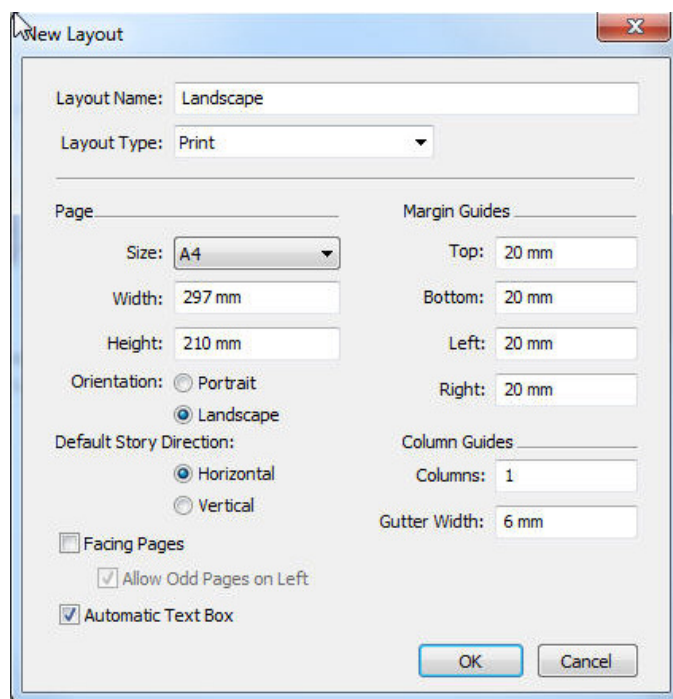 New Layout
Layout Name: Landscape
Layout Type: Print
Page
Size: A4
Width: 297 mm
Height: 210 mm
Orientation: Portrait
Landscape
Default Story Direction:
Horizontal
Vertical
Facing Pages
Allow Odd Pages on Left
Automatic Text Box
Margin Guides
Top: 20 mm
Bottom: 20 mm
Left: 20 mm
Right: 20 mm
Column Guides
Columns: 1
Gutter Width: 6 mm
OK
Cancel